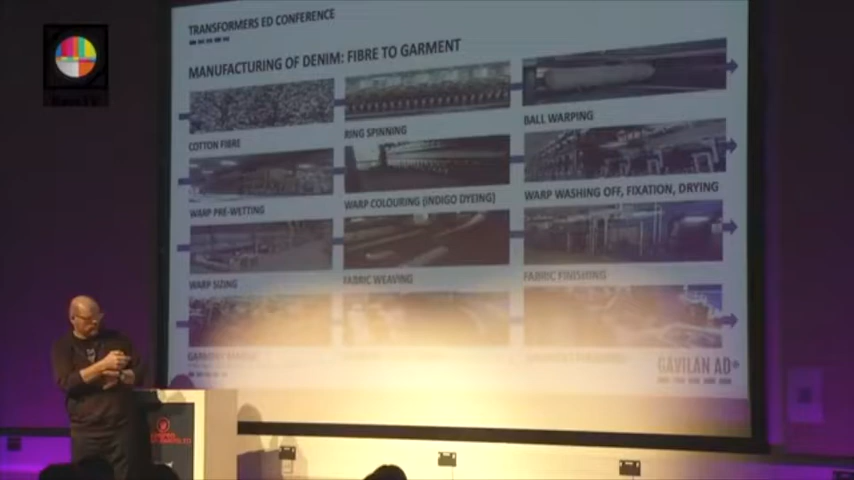 TRANSFORMERS ED CONFERENCE
MANUFACTURING OF DENIM: FIBRE TO GARMENT
COTTON FIBRE
RING SPINNING
BALL WARPING
WARP PRE-WETTING
WARP COLOURING (INDIGO DYEING)
WARP WASHING OFF, FIXATION, DRYING
WARP SIZING
FABRIC WEAVING
FABRIC FINISHING
GARMENT
GAVILAN AD®